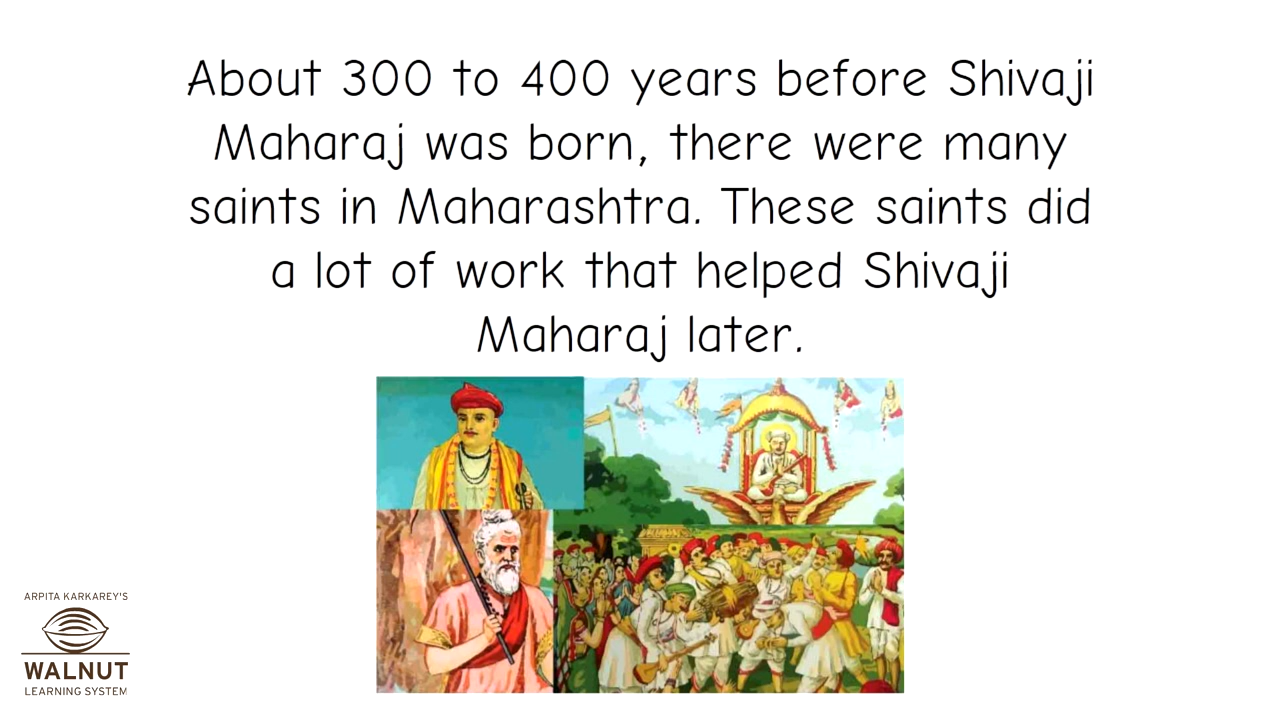 About 300 to 400 years before Shivaji
Maharaj was born, there were many
saints in Maharashtra. These saints did
a lot of work that helped Shivaji
Maharaj later.
ARPITA KARKAREY'S
WALNUT
LEARNING SYSTEM